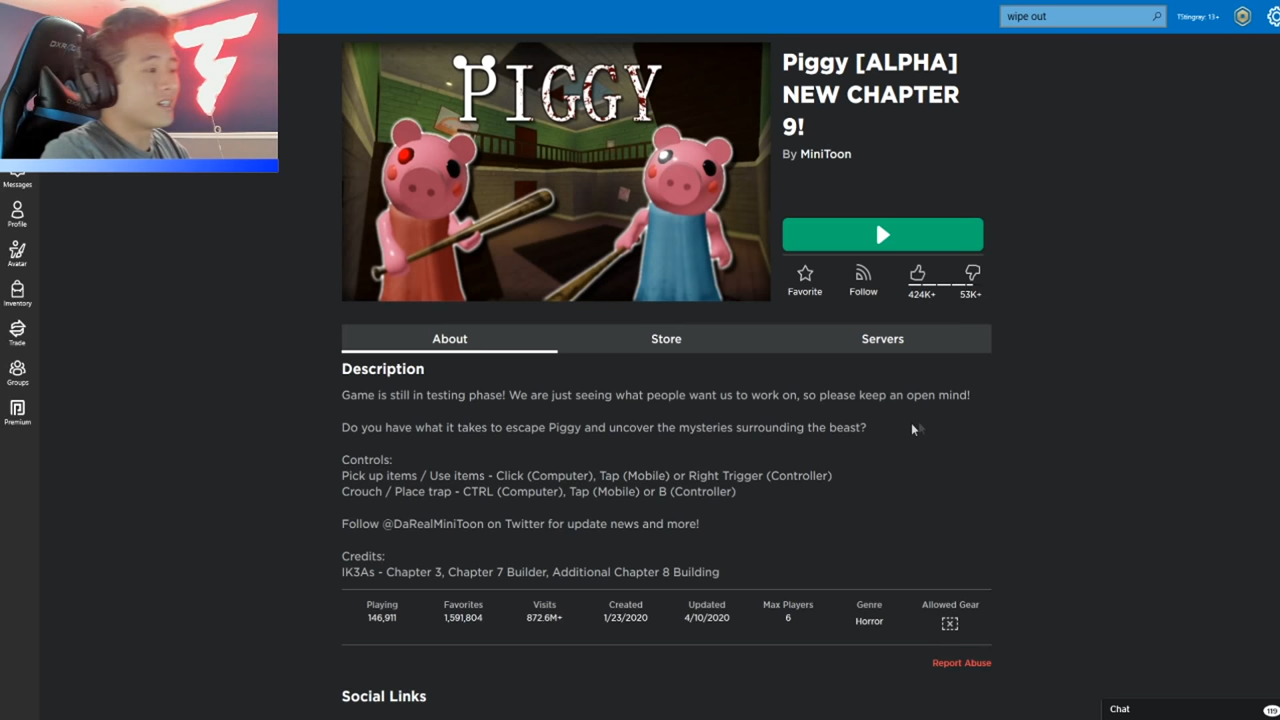 wipe out
TStingray: 13+
PIGGY
Piggy [ALPHA]
NEW CHAPTER
9!
By MiniToon
Messages
Profile
Avatar
Inventory
Trade
Groups
Premium
Favorite
Follow
424K+
53K+
About
Store
Servers
Description
Game is still in testing phase! We are just seeing what people want us to work on, so please keep an open mind!
Do you have what it takes to escape Piggy and uncover the mysteries surrounding the beast?
Controls:
Pick up items / Use items - Click (Computer), Tap (Mobile) or Right Trigger (Controller)
Crouch / Place trap - CTRL (Computer), Tap (Mobile) or B (Controller)
Follow @DaRealMiniToon on Twitter for update news and more!
Credits:
IK3As - Chapter 3, Chapter 7 Builder, Additional Chapter 8 Building
Playing Favorites Visits Created Updated Max Players Genre Allowed Gear
146,911 1,591,804 872.6M+ 1/23/2020 4/10/2020 6 Horror
Report Abuse
Social Links
Chat
119